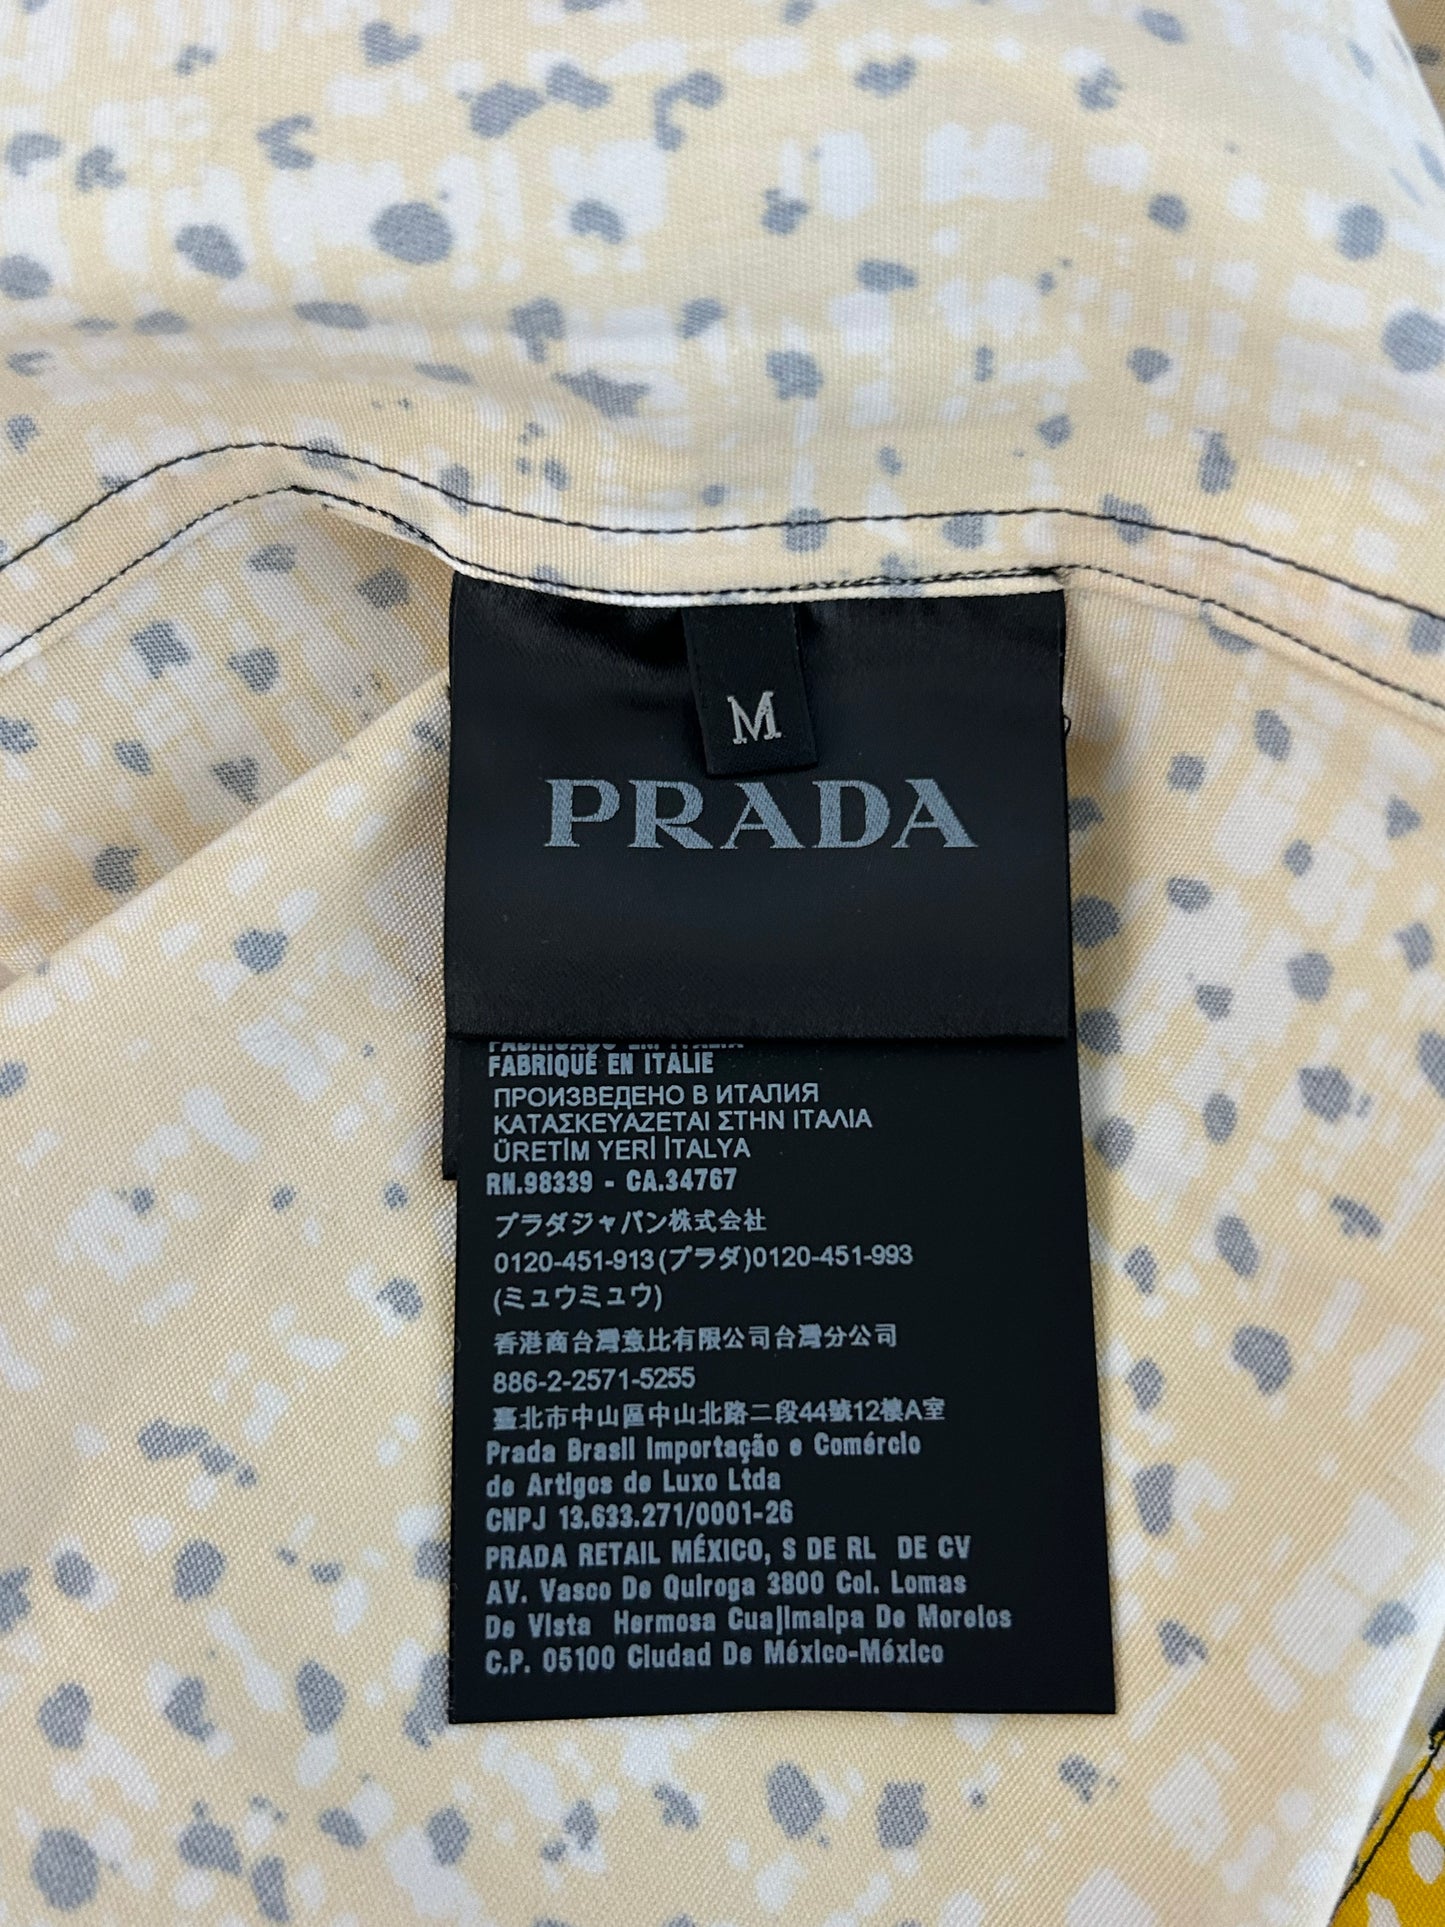 M
PRADA
FABRICADO EM ITALIA
FABRIQUÉ EN ITALIE
ПРОИЗВЕДЕНО В ИТАЛИЯ
ΚΑΤΑΣΚΕΥΑΖΕΤΑΙ ΣΤΗΝ ΙΤΑΛΙΑ
ÜRETİM YERİ İTALYA
RN.98339 - CA.34767
プラダジャパン株式会社
0120-451-913(プラダ)0120-451-993
(ミュウミュウ)
香港商台灣意比有限公司台灣分公司
886-2-2571-5255
臺北市中山區中山北路二段44號12樓A室
Prada Brasil Importação e Comércio
de Artigos de Luxo Ltda
CNPJ 13.633.271/0001-26
PRADA RETAIL MÉXICO, S DE RL DE CV
AV. Vasco De Quiroga 3800 Col. Lomas
De Vista Hermosa Cuajimalpa De Morelos
C.P. 05100 Ciudad De México-México